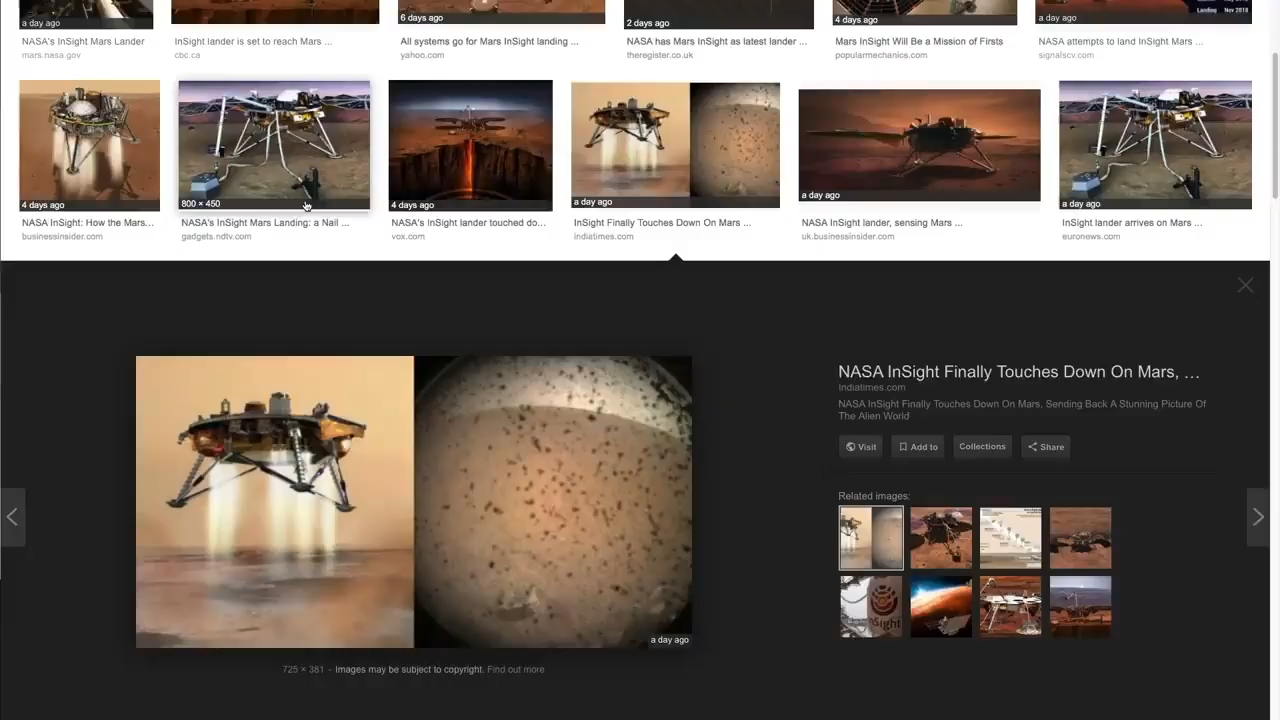 Landing Nov 2018
a day ago
6 days ago
2 days ago
4 days ago
a day ago
NASA's InSight Mars Lander
InSight lander is set to reach Mars ...
All systems go for Mars InSight landing ...
NASA has Mars InSight as latest lander ...
Mars InSight Will Be a Mission of Firsts
NASA attempts to land InSight Mars ...
mars.nasa.gov
cbc.ca
yahoo.com
theregister.co.uk
popularmechanics.com
signalscv.com
4 days ago
800 × 450
4 days ago
a day ago
a day ago
a day ago
NASA InSight: How the Mars...
NASA's InSight Mars Landing: a Nail ...
NASA's InSight lander touched do...
InSight Finally Touches Down On Mars ...
NASA InSight lander, sensing Mars ...
InSight lander arrives on Mars ...
businessinsider.com
gadgets.ndtv.com
vox.com
indiatimes.com
uk.businessinsider.com
euronews.com
NASA InSight Finally Touches Down On Mars, ...
Indiatimes.com
NASA InSight Finally Touches Down On Mars, Sending Back A Stunning Picture Of
The Alien World
Visit
Add to
Collections
Share
Related images:
InSight
a day ago
725 × 381 - Images may be subject to copyright. Find out more